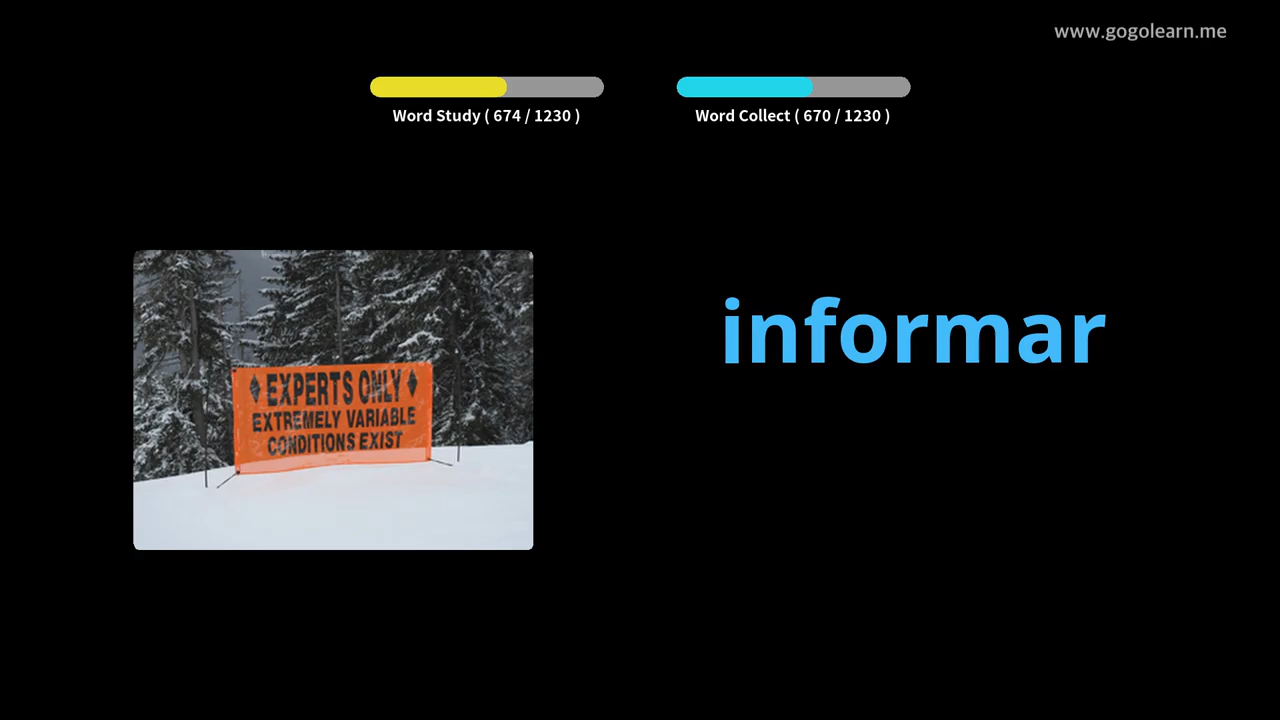 www.gogolearn.me
Word Study ( 674 / 1230 )
Word Collect ( 670 / 1230 )
EXPERTS ONLY
EXTREMELY VARIABLE
CONDITIONS EXIST
informar